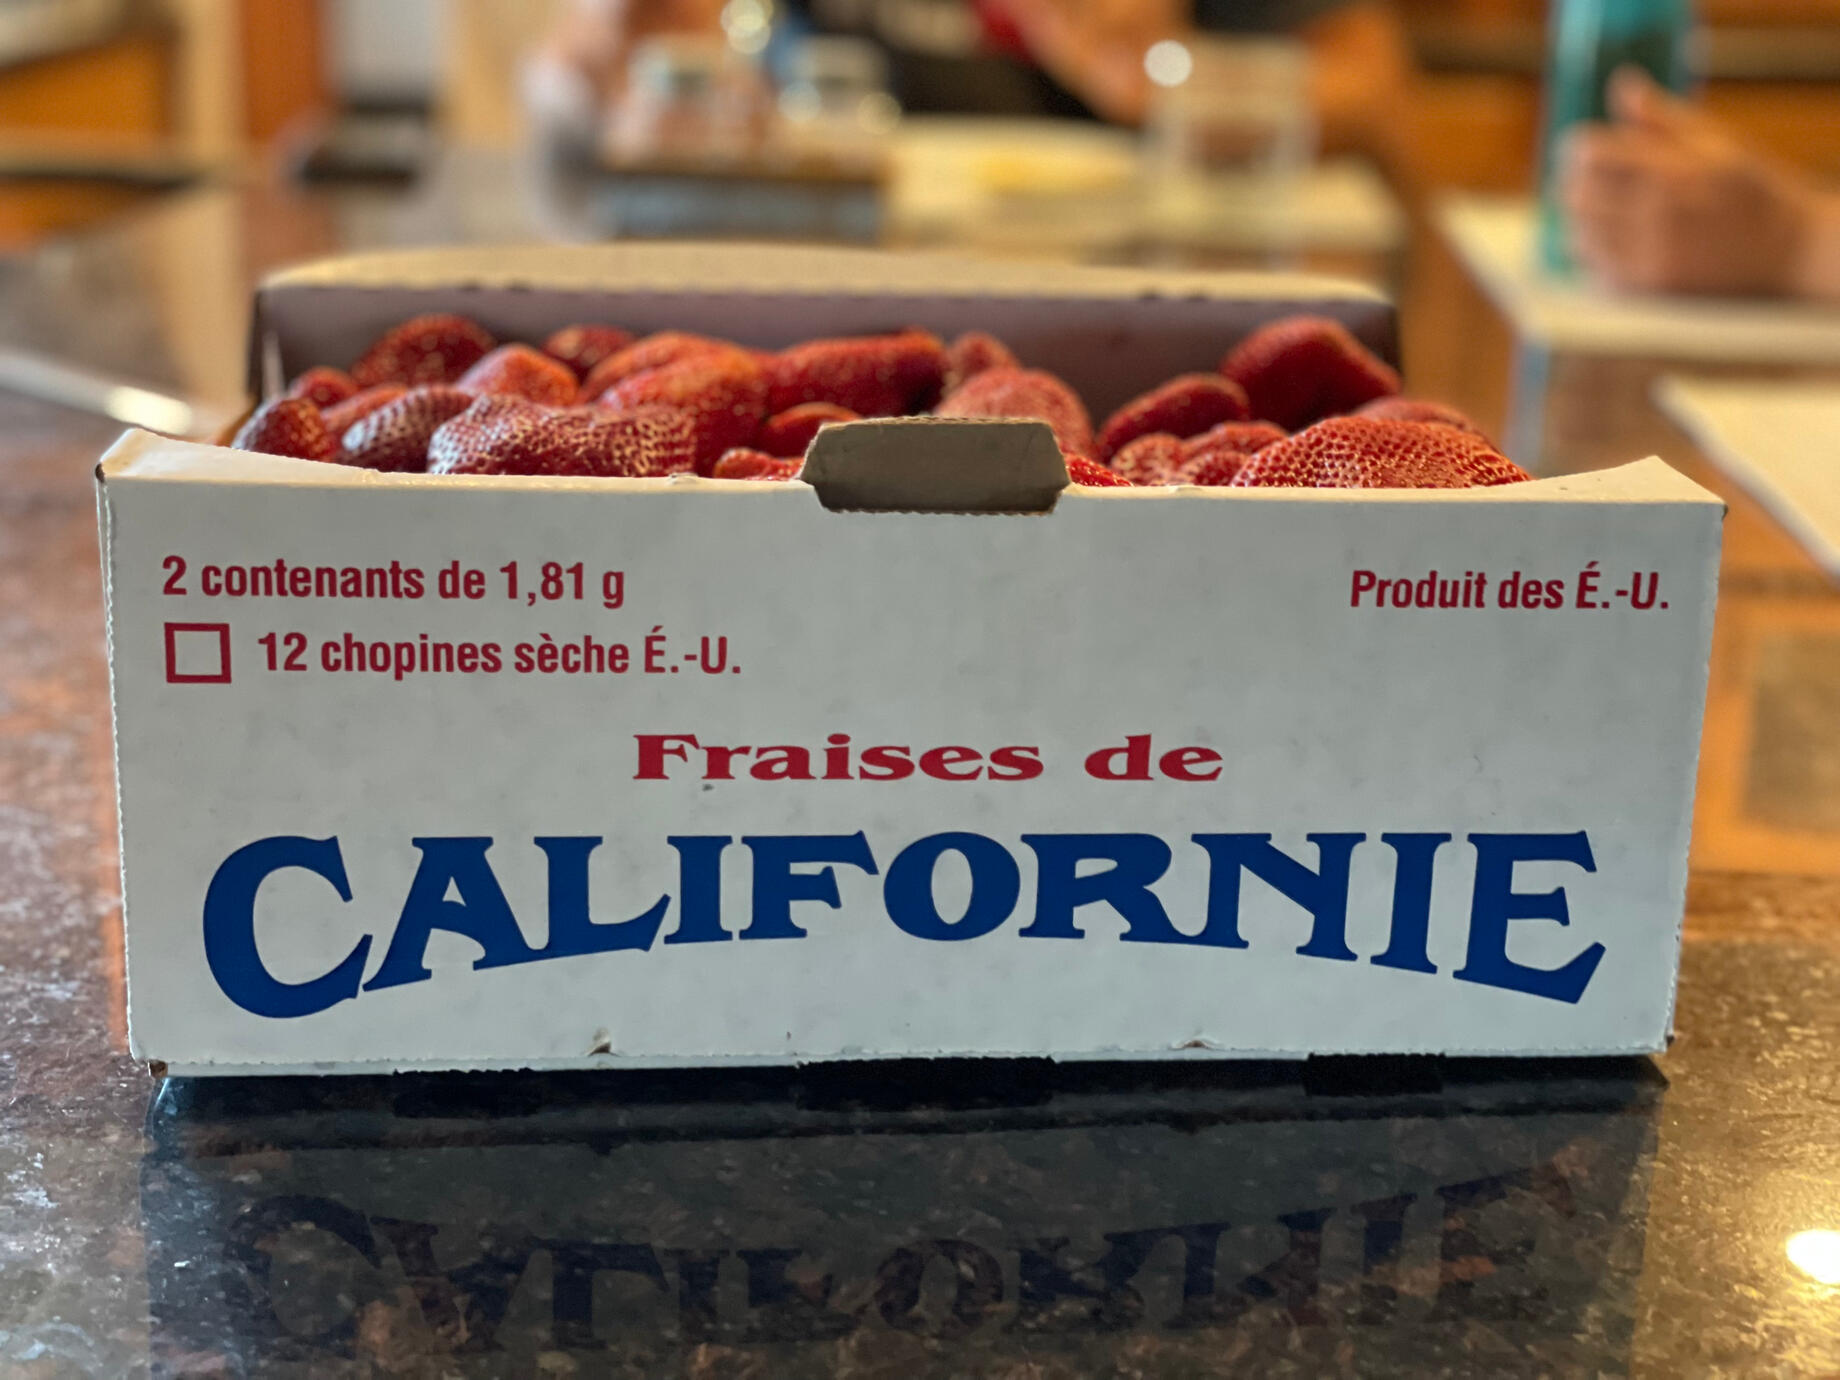 2 contenants de 1,81 g
12 chopines sèche É.-U.
Produit des É.-U.
Fraises de
CALIFORNIE